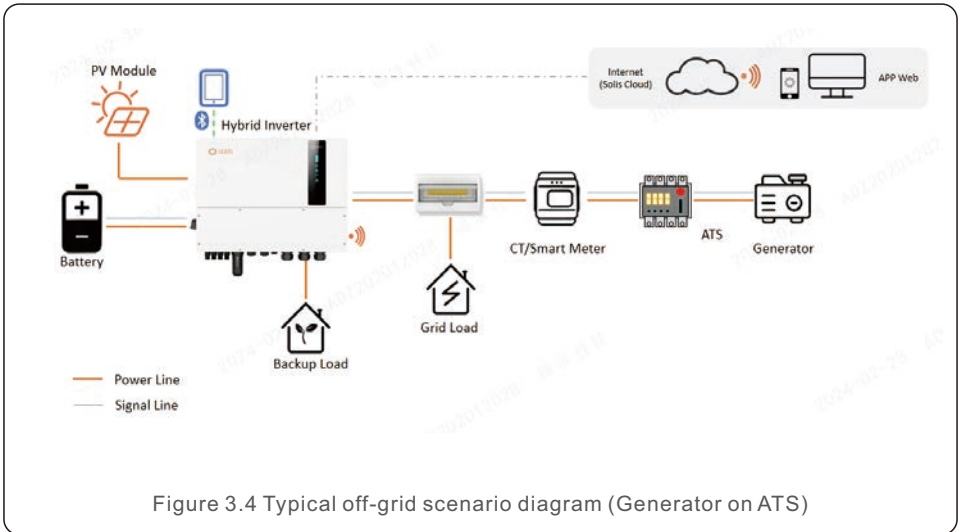 PV Module
Hybrid Inverter
Internet
(Solis Cloud)
APP Web
Battery
CT/Smart Meter
ATS
Generator
Grid Load
Backup Load
Power Line
Signal Line
Figure 3.4 Typical off-grid scenario diagram (Generator on ATS)